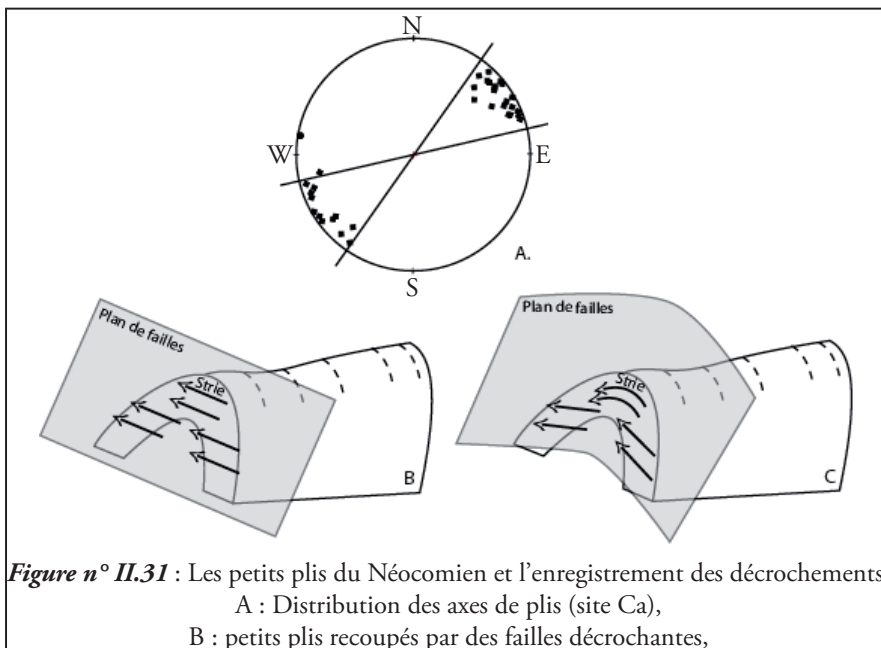 N
W
E
S
A.
Plan de failles
Strie
B
Plan de failles
Strie
C
Figure n° II.31 : Les petits plis du Néocomien et l'enregistrement des décrochements
A : Distribution des axes de plis (site Ca),
B : petits plis recoupés par des failles décrochantes,